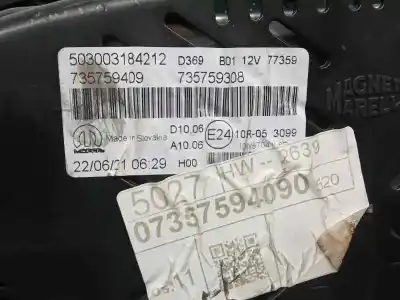 503003184212 D369 B01 12V 77359
735759409 735759308
Made in Slovakia
D10.06
A10.06
E24
10R-05 3099
22/06/21 06:29 H00
MAGNETI
MARELLI
5027 HW-- 2639
07357594090
620